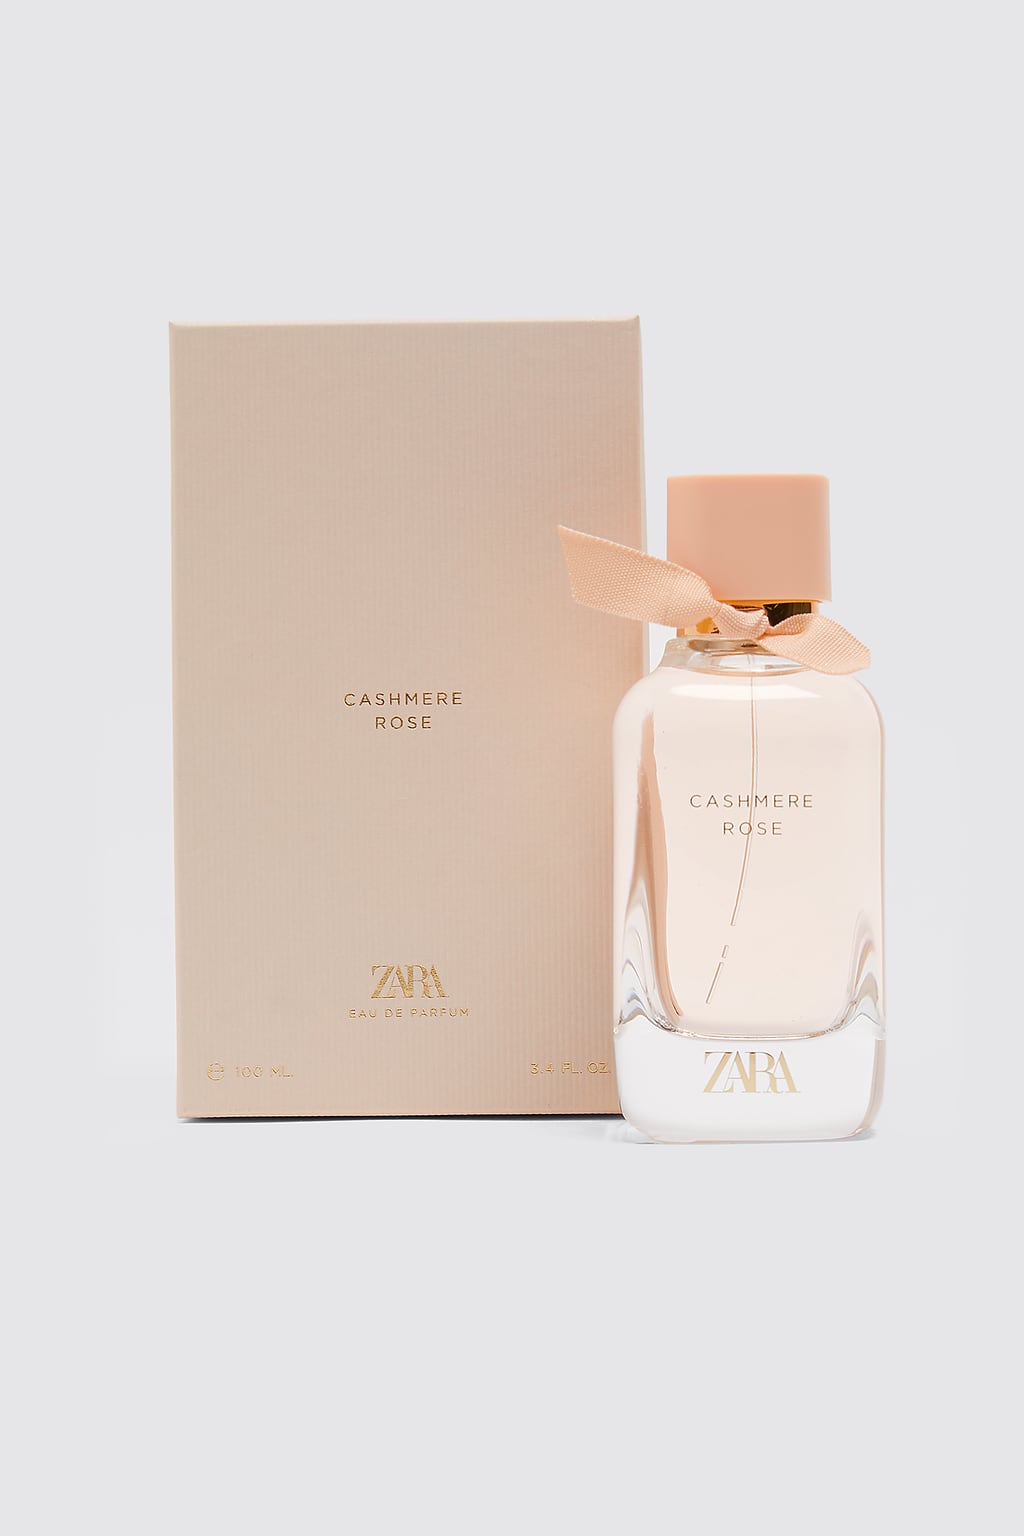 CASHMERE
ROSE
ZARA
EAU DE PARFUM
℮ 100 ML.
3.4 FL. OZ.
CASHMERE
ROSE
ZARA